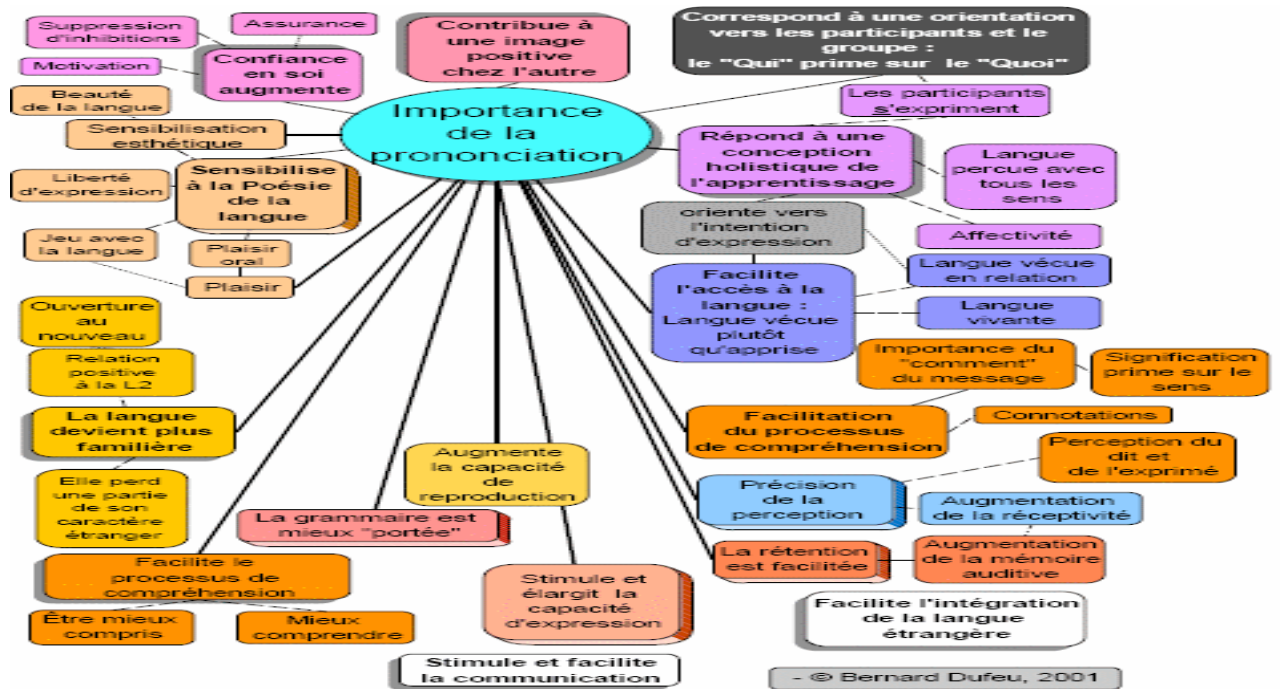 Suppression
d'inhibitions
Assurance
Motivation
Confiance
en soi
augmente
Contribue à
une image
positive
chez l'autre
Correspond à une orientation
vers les participants et le
groupe :
le "Qui" prime sur le "Quoi"
Les participants
s'expriment
Importance
de la
prononciation
Beauté
de la langue
Sensibilisation
esthétique
Liberté
d'expression
Sensibilise
à la Poésie
de la
langue
Jeu avec
la langue
Plaisir
oral
Plaisir
Répond à une
conception
holistique de
l'apprentissage
Langue
percue avec
tous les
sens
Affectivité
oriente vers
l'intention
d'expression
Facilite
l'accès à la
langue :
Langue vécue
plutôt
qu'apprise
Langue vécue
en relation
Langue
vivante
Ouverture
au
nouveau
Relation
positive
à la L2
La langue
devient plus
familière
Elle perd
une partie
de son
caractère
étranger
Importance du
"comment"
du message
Signification
prime sur le
sens
Facilitation
du processus
de compréhension
Connotations
Perception du
dit et
de l'exprimé
Précision
de la
perception
Augmentation
de la réceptivité
La rétention
est facilitée
Augmentation
de la mémoire
auditive
Augmente
la capacité
de
reproduction
La grammaire est
mieux "portée"
Facilite le
processus de
compréhension
Être mieux
compris
Mieux
comprendre
Stimule et
élargit la
capacité
d'expression
Facilite l'intégration
de la langue
étrangère
Stimule et facilite
la communication
- © Bernard Dufeu, 2001